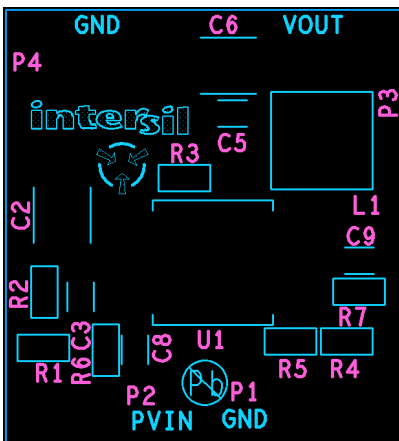 GND C6 VOUT
P4
P3
intersil
C5
R3
L1
C2
C9
R2
R7
C3 U1
R1 R6 C8 R5 R4
Pb
P2 P1
PVIN GND